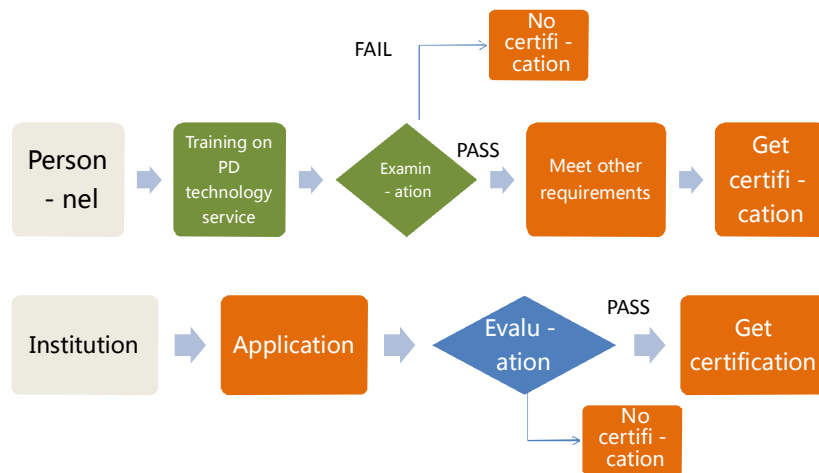 No
certifi -
cation
FAIL
Person
- nel
Training on
PD
technology
service
Examin
- ation
PASS
Meet other
requirements
Get
certifi -
cation
Institution
Application
Evalu -
ation
PASS
Get
certification
No
certifi -
cation